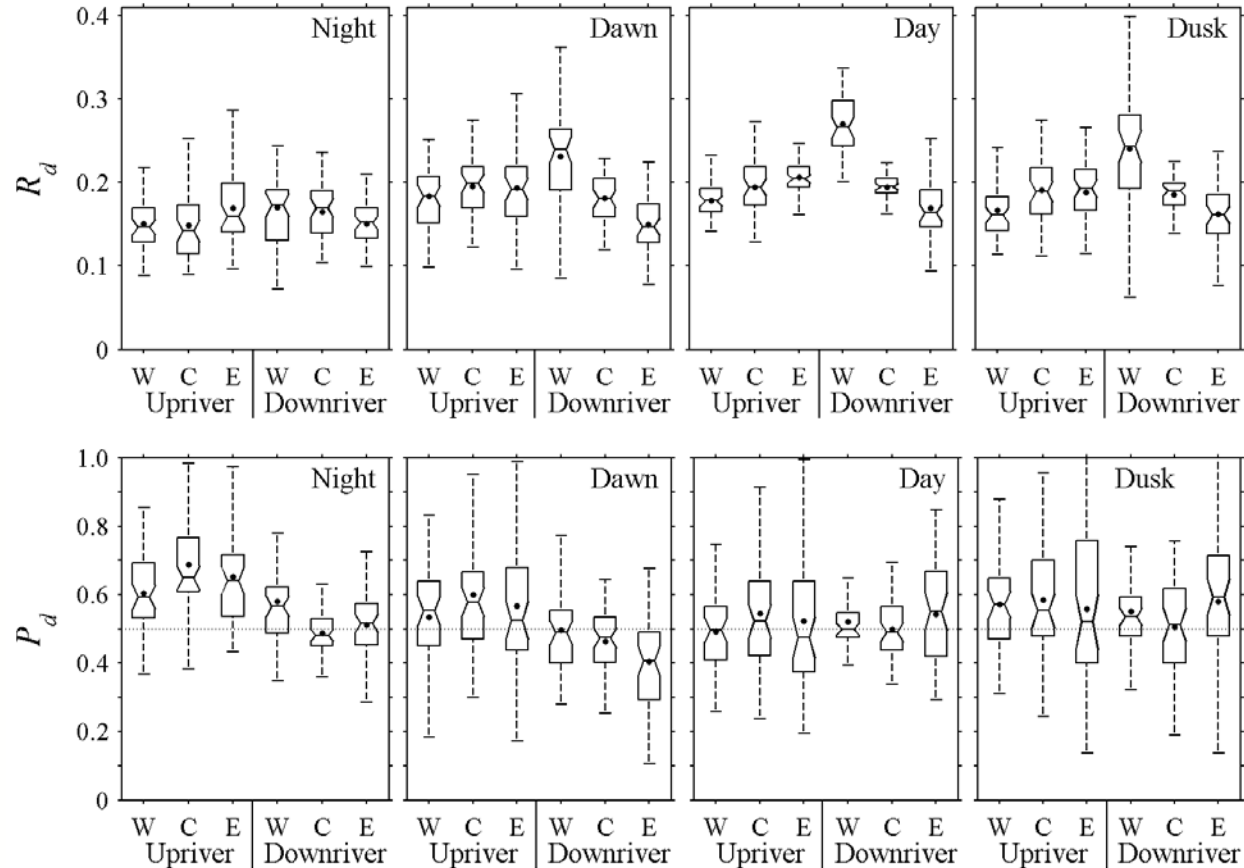 0.4 Night Dawn Day Dusk
0.3
R_d
0.2
0.1
0
W C E W C E W C E W C E W C E W C E W C E W C E
Upriver Downriver Upriver Downriver Upriver Downriver Upriver Downriver
1.0 Night Dawn Day Dusk
0.8
0.6
P_d
0.4
0.2
0
W C E W C E W C E W C E W C E W C E W C E W C E
Upriver Downriver Upriver Downriver Upriver Downriver Upriver Downriver